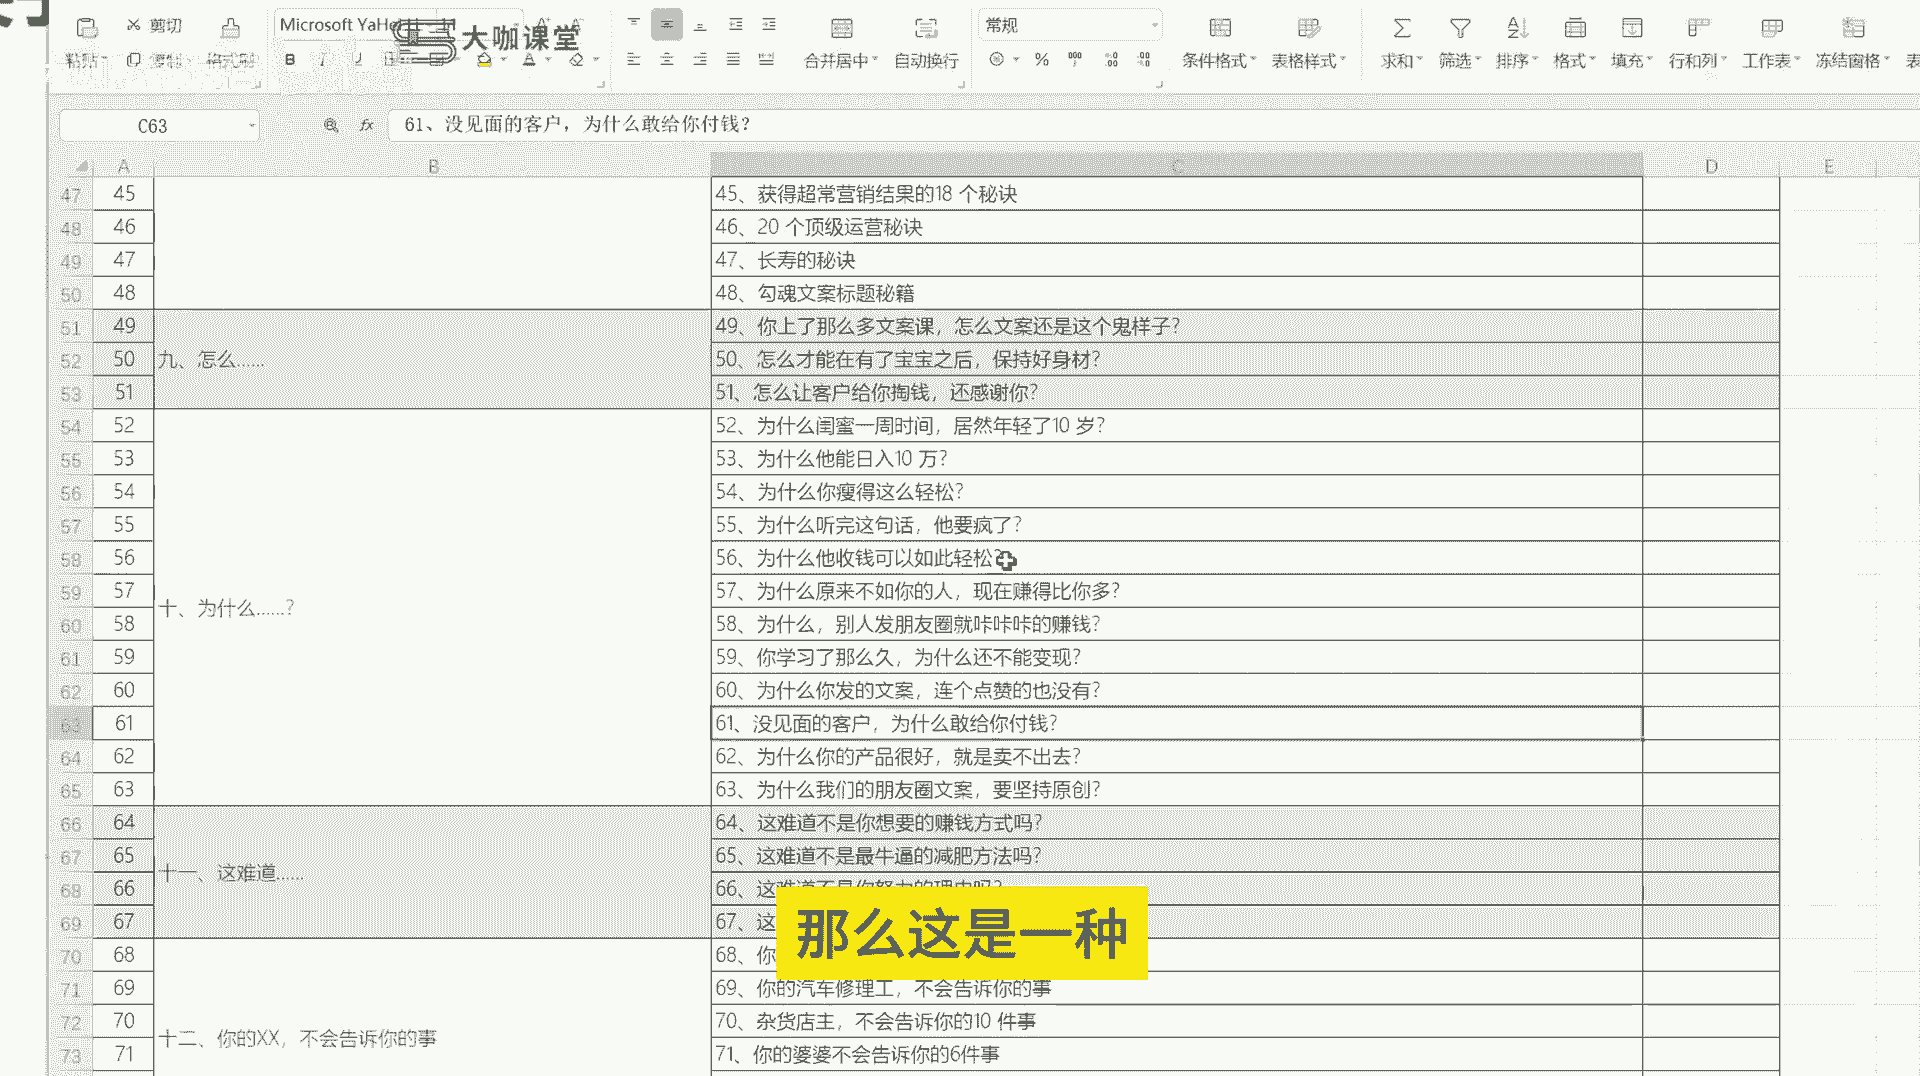 剪切
Microsoft YaHei
常规
大咖课堂
粘贴
复制
格式刷
B
合并居中
自动换行
%
条件格式
表格样式
求和
筛选
排序
格式
填充
行和列
工作表
冻结窗格
C63
fx
61、没见面的客户，为什么敢给你付钱？
A B C D E
47 45 45、获得超常营销结果的18 个秘诀
48 46 46、20 个顶级运营秘诀
49 47 47、长寿的秘诀
50 48 48、勾魂文案标题秘籍
51 49 49、你上了那么多文案课，怎么文案还是这个鬼样子？
52 50 九、怎么...... 50、怎么才能在有了宝宝之后，保持好身材？
53 51 51、怎么让客户给你掏钱，还感谢你？
54 52 52、为什么闺蜜一周时间，居然年轻了10 岁？
55 53 53、为什么他能日入10 万？
56 54 54、为什么你瘦得这么轻松？
57 55 55、为什么听完这句话，他要疯了？
58 56 56、为什么他收钱可以如此轻松？
59 57 57、为什么原来不如你的人，现在赚得比你多？
十、为什么......？
60 58 58、为什么，别人发朋友圈就咔咔咔的赚钱？
61 59 59、你学习了那么久，为什么还不能变现？
62 60 60、为什么你发的文案，连个点赞的也没有？
63 61 61、没见面的客户，为什么敢给你付钱？
64 62 62、为什么你的产品很好，就是卖不出去？
65 63 63、为什么我们的朋友圈文案，要坚持原创？
66 64 64、这难道不是你想要的赚钱方式吗？
67 65 65、这难道不是最牛逼的减肥方法吗？
十一、这难道......
68 66 66、这难道不是你努力的理由吗？
69 67 67、这
那么这是一种
70 68 68、你
71 69 69、你的汽车修理工，不会告诉你的事
72 70 70、杂货店主，不会告诉你的10 件事
十二、你的XX，不会告诉你的事
73 71 71、你的婆婆不会告诉你的6件事